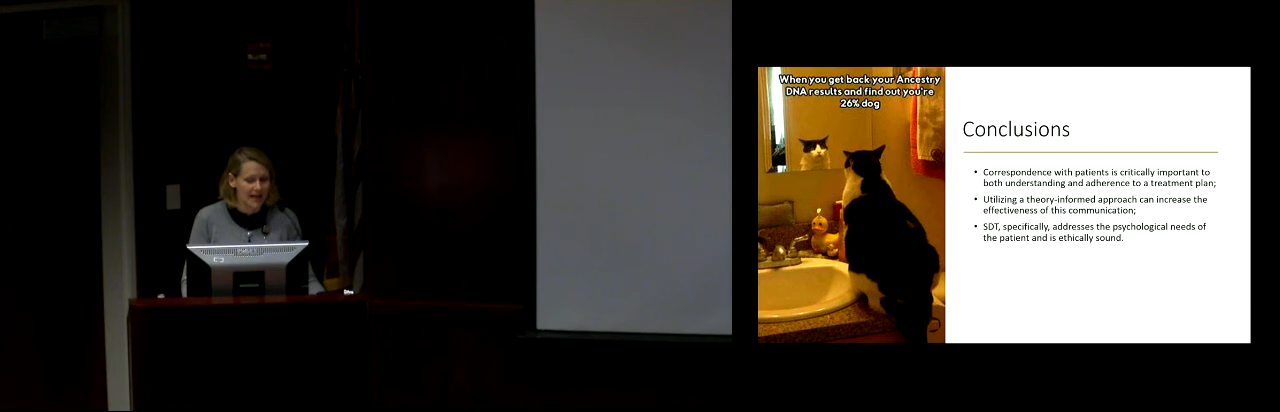 When you get back your Ancestry
DNA results and find out you're
26% dog
Conclusions
• Correspondence with patients is critically important to
both understanding and adherence to a treatment plan;
• Utilizing a theory-informed approach can increase the
effectiveness of this communication;
• SDT, specifically, addresses the psychological needs of
the patient and is ethically sound.